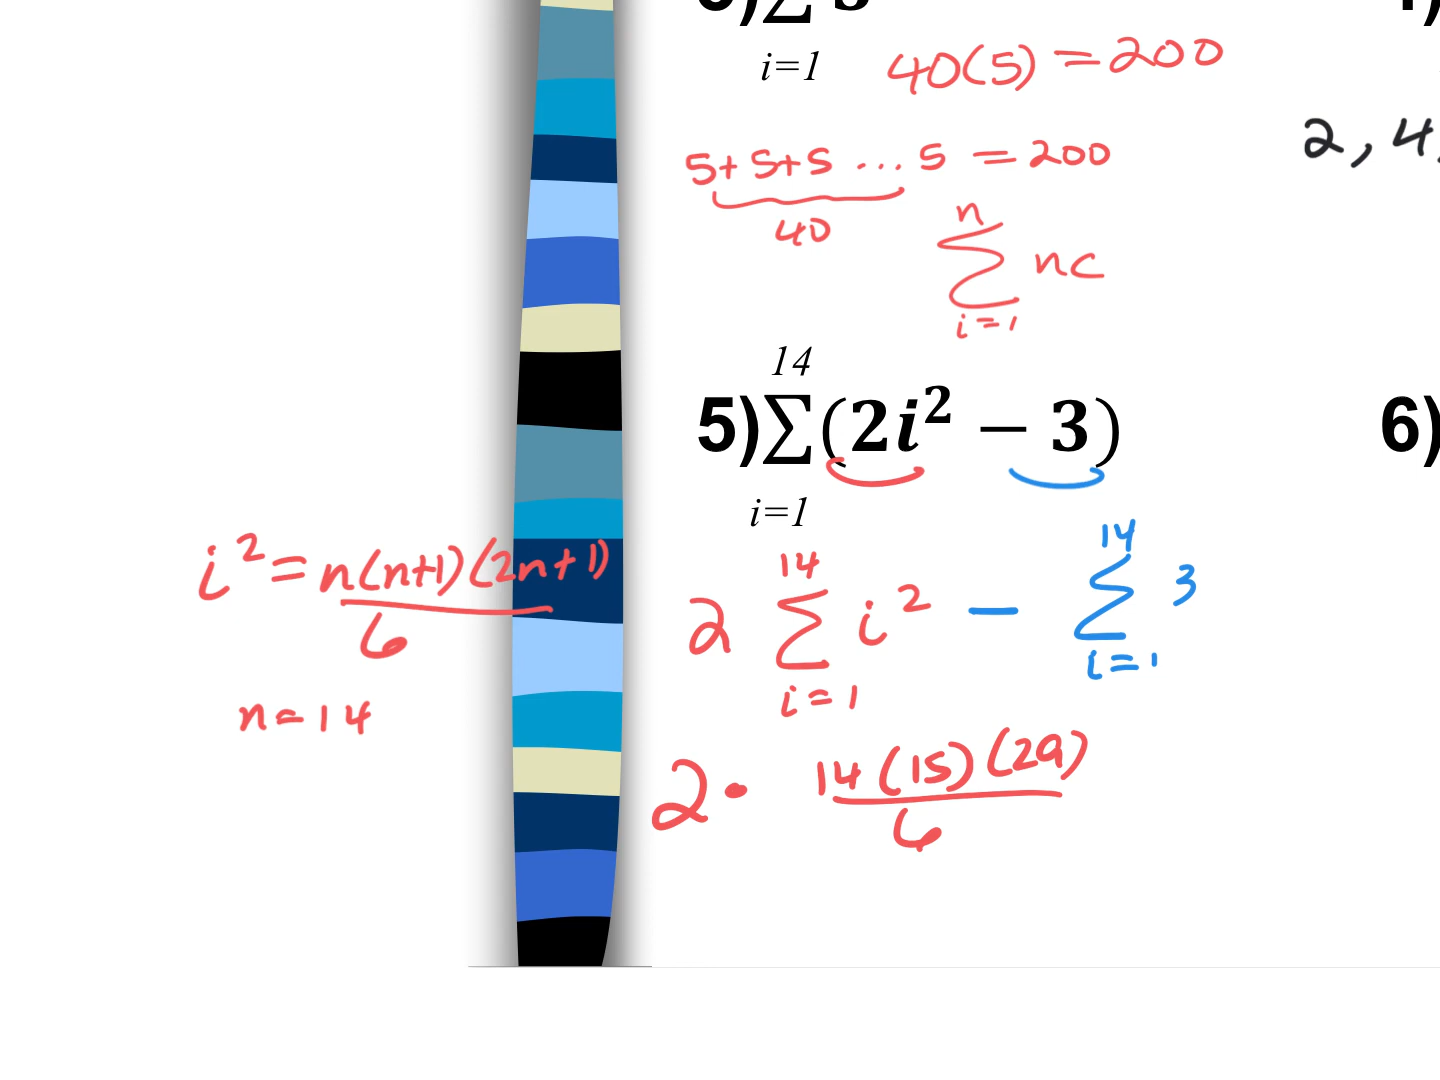 i=1
40(5) = 200
2, 4,
5+5+5 ... 5 = 200
40
n
∑ nc
i=1
14
5) ∑(2i² − 3)
i=1
6)
i² = n(n+1)(2n+1)
6
n=14
14 14
2 ∑ i² − ∑ 3
i=1 i=1
2 · 14(15)(29)
6